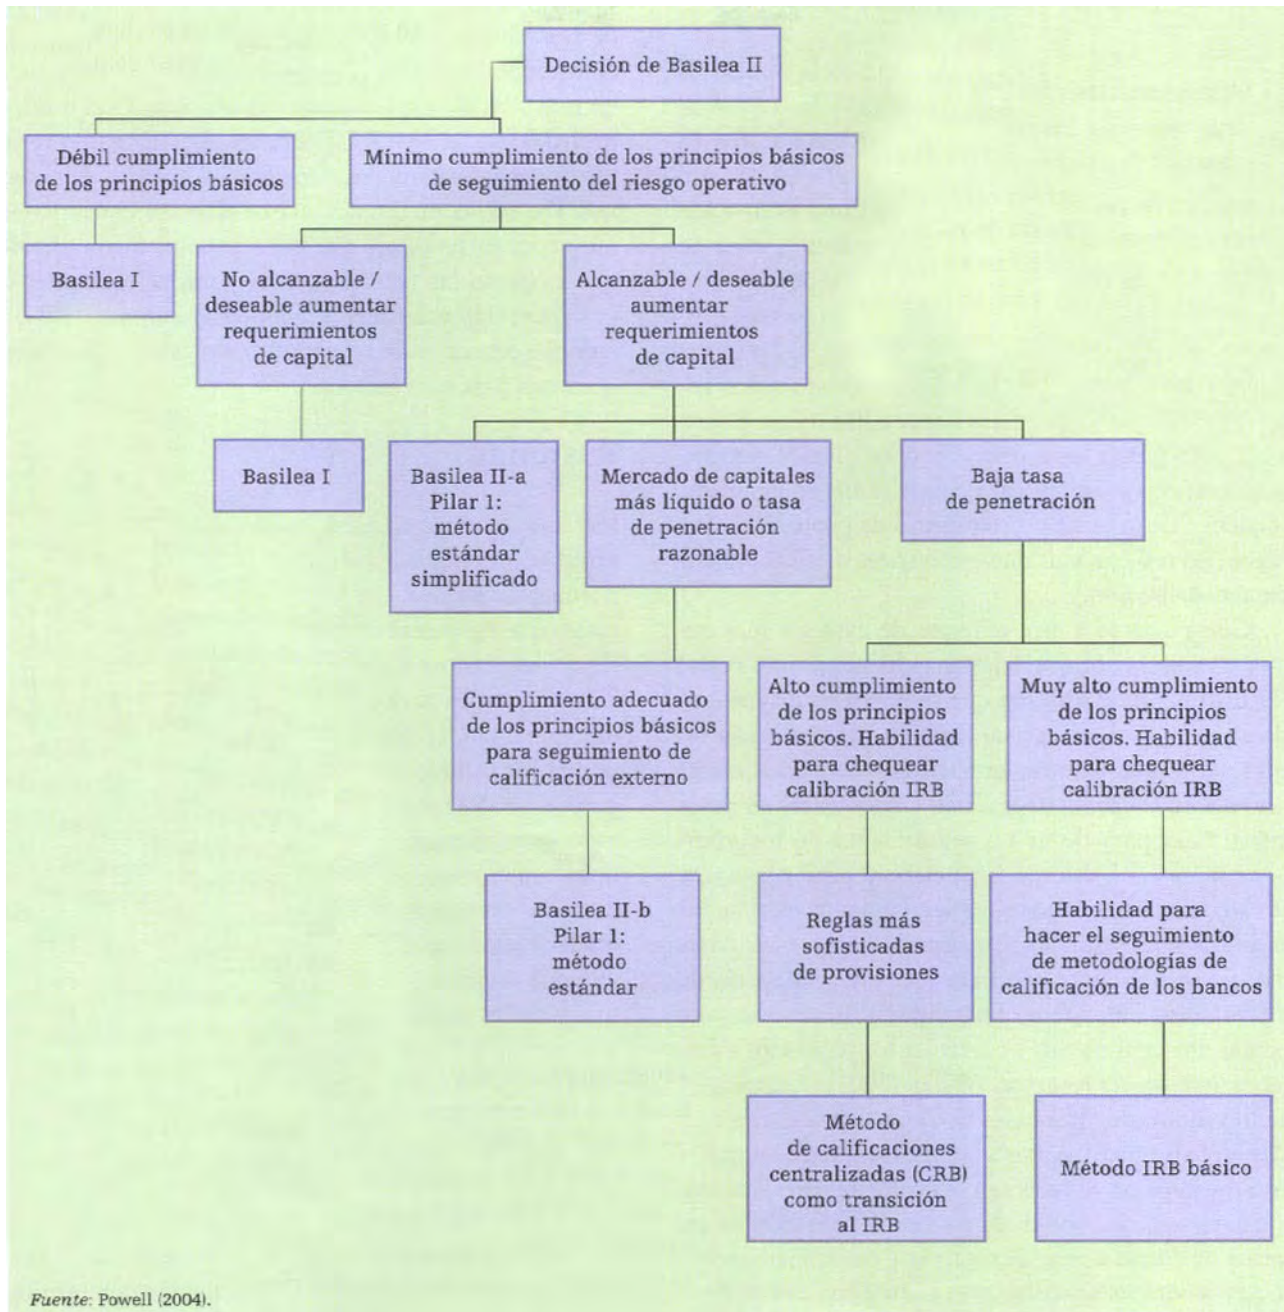 Decisión de Basilea II
Débil cumplimiento
de los principios básicos
Mínimo cumplimiento de los principios básicos
de seguimiento del riesgo operativo
Basilea I
No alcanzable /
deseable aumentar
requerimientos
de capital
Alcanzable / deseable
aumentar
requerimientos
de capital
Basilea I
Basilea II-a
Pilar 1:
método
estándar
simplificado
Mercado de capitales
más líquido o tasa
de penetración
razonable
Baja tasa
de penetración
Cumplimiento adecuado
de los principios básicos
para seguimiento de
calificación externo
Alto cumplimiento
de los principios
básicos. Habilidad
para chequear
calibración IRB
Muy alto cumplimiento
de los principios
básicos. Habilidad
para chequear
calibración IRB
Basilea II-b
Pilar 1:
método
estándar
Reglas más
sofisticadas
de provisiones
Habilidad para
hacer el seguimiento
de metodologías de
calificación de los bancos
Método
de calificaciones
centralizadas (CRB)
como transición
al IRB
Método IRB básico
Fuente: Powell (2004).